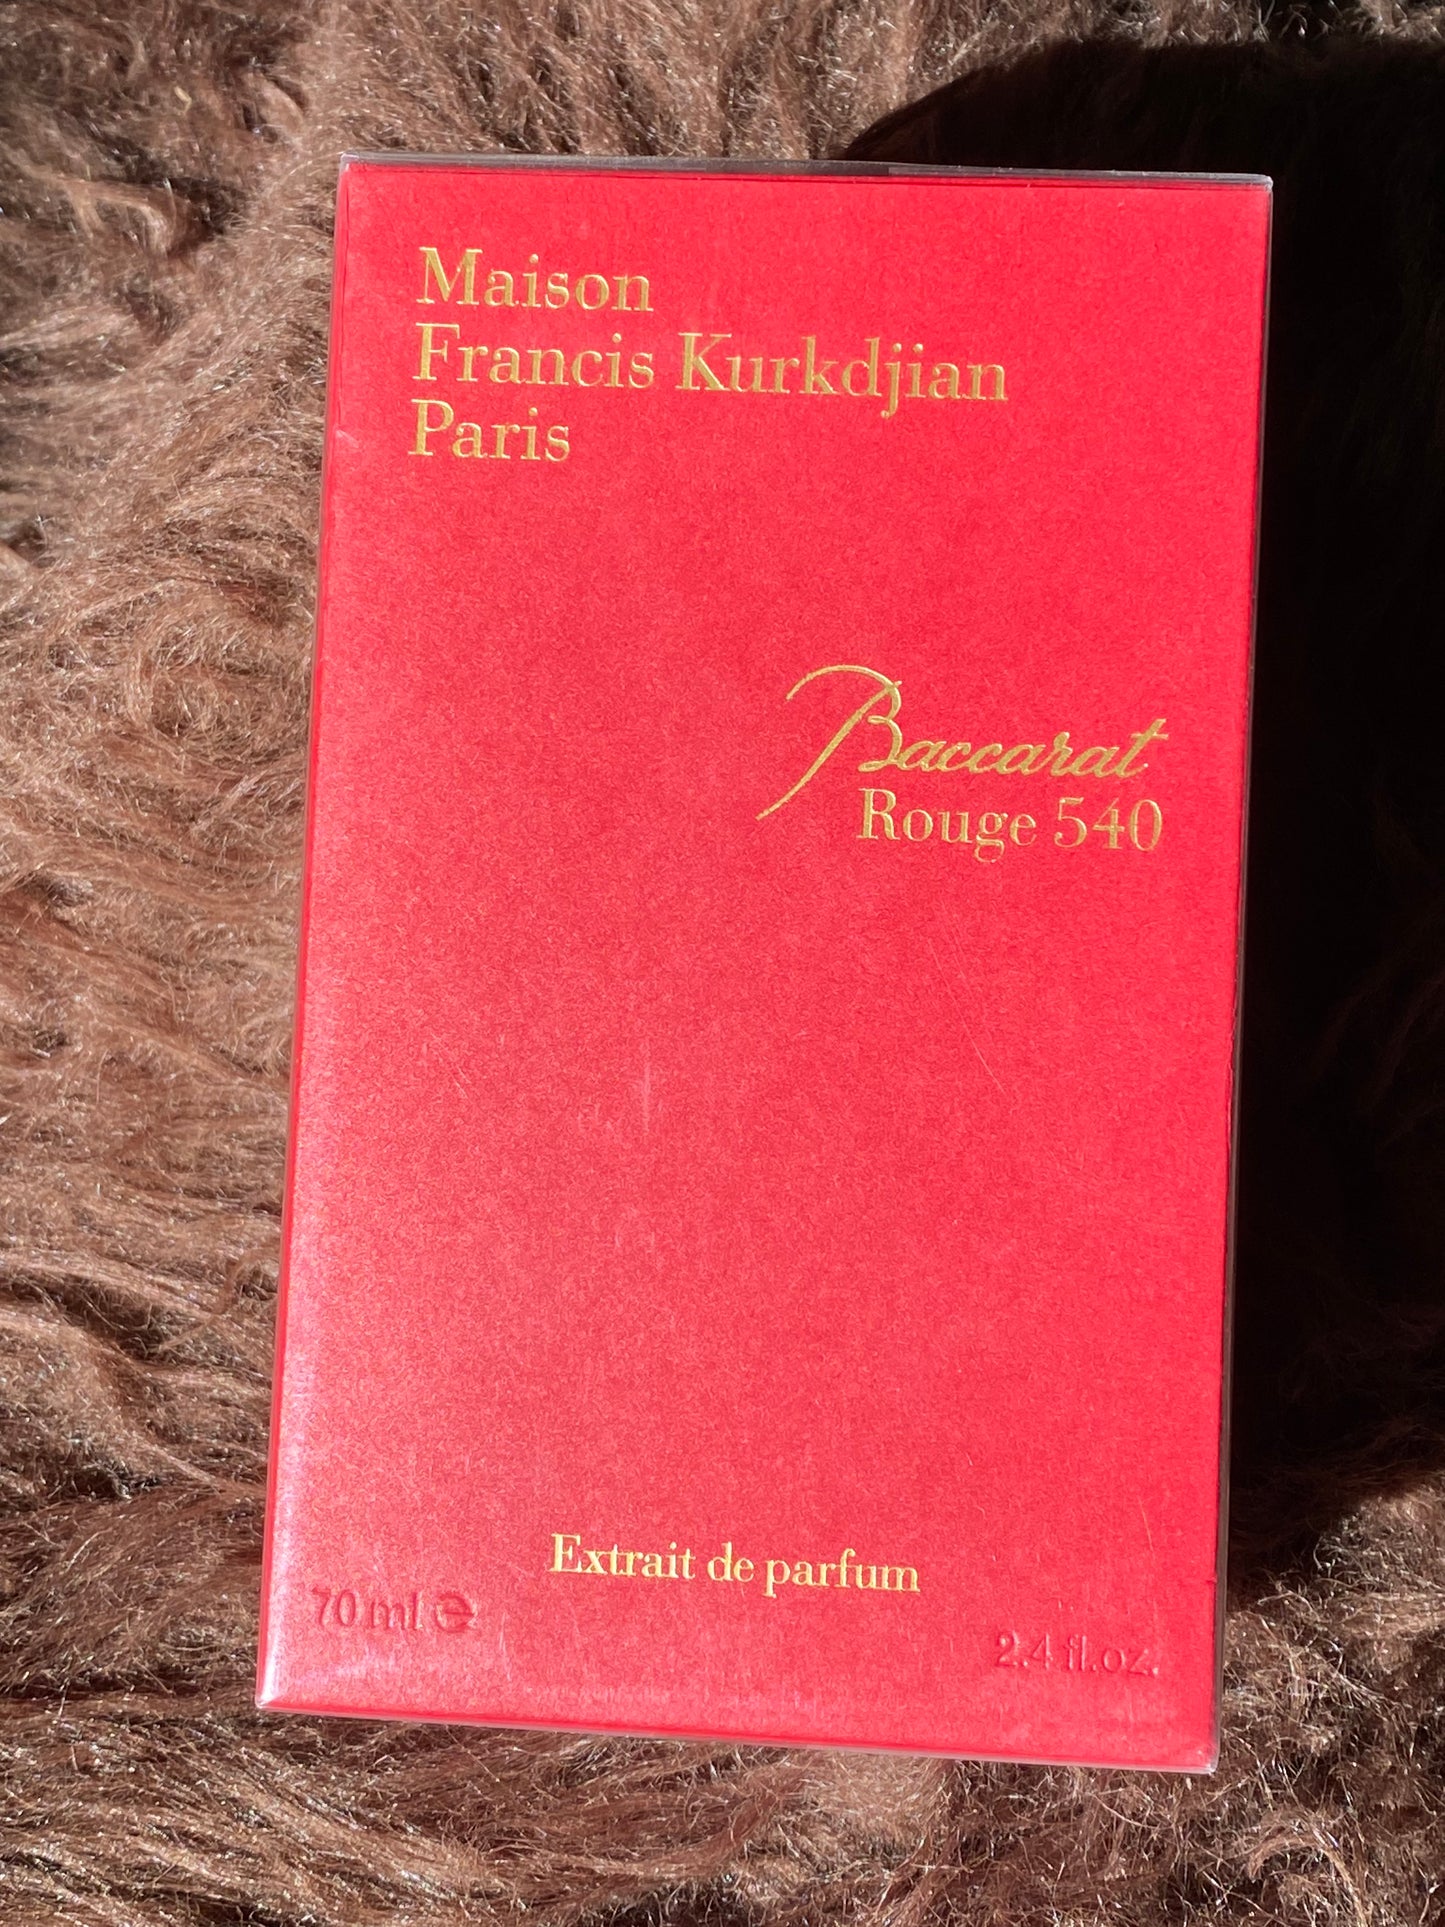 Maison
Francis Kurkdjian
Paris
Baccarat
Rouge 540
Extrait de parfum
70 ml ℮
2.4 fl.oz.